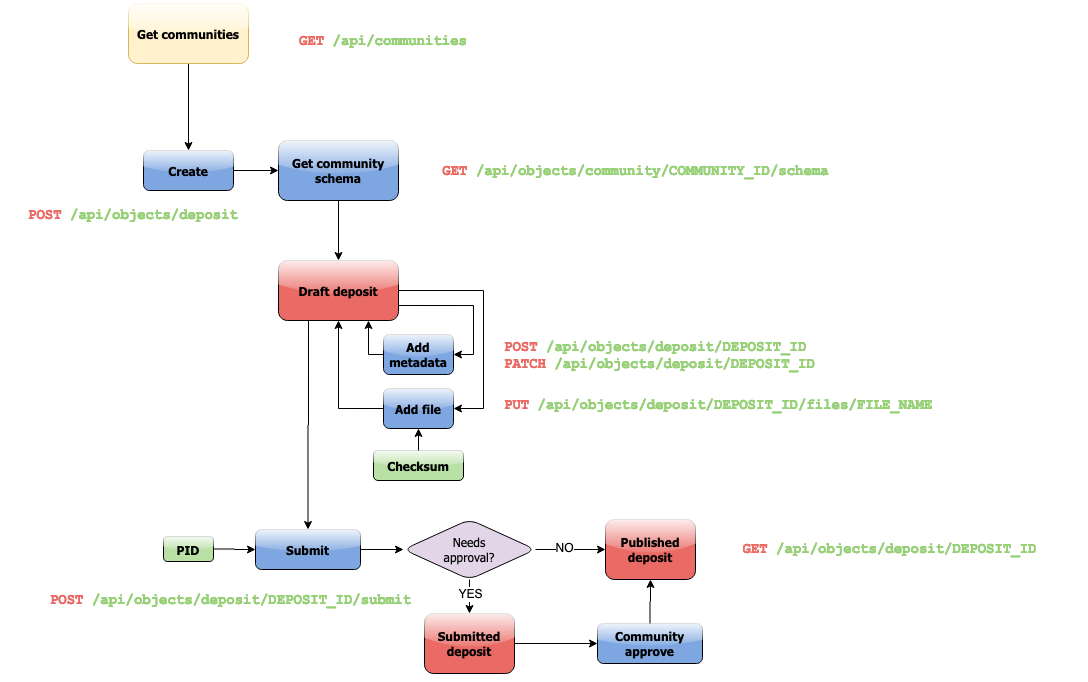 Get communities
GET /api/communities
Create
Get community
schema
GET /api/objects/community/COMMUNITY_ID/schema
POST /api/objects/deposit
Draft deposit
Add
metadata
POST /api/objects/deposit/DEPOSIT_ID
PATCH /api/objects/deposit/DEPOSIT_ID
Add file
PUT /api/objects/deposit/DEPOSIT_ID/files/FILE_NAME
Checksum
PID
Submit
Needs
approval?
NO
Published
deposit
GET /api/objects/deposit/DEPOSIT_ID
POST /api/objects/deposit/DEPOSIT_ID/submit
YES
Submitted
deposit
Community
approve